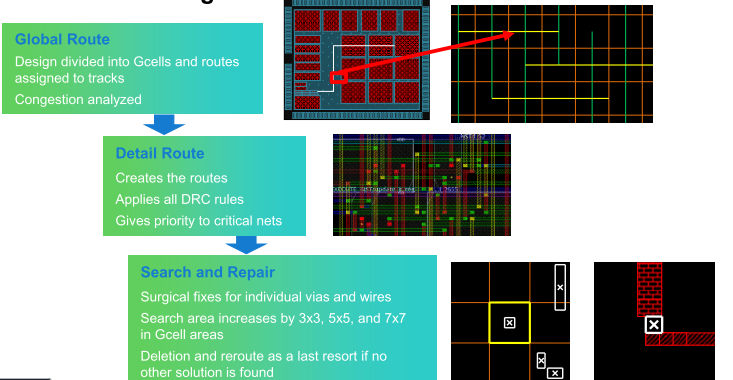 Global Route
Design divided into Gcells and routes
assigned to tracks
Congestion analyzed
Detail Route
Creates the routes
Applies all DRC rules
Gives priority to critical nets
Search and Repair
Surgical fixes for individual vias and wires
Search area increases by 3x3, 5x5, and 7x7
in Gcell areas
Deletion and reroute as a last resort if no
other solution is found